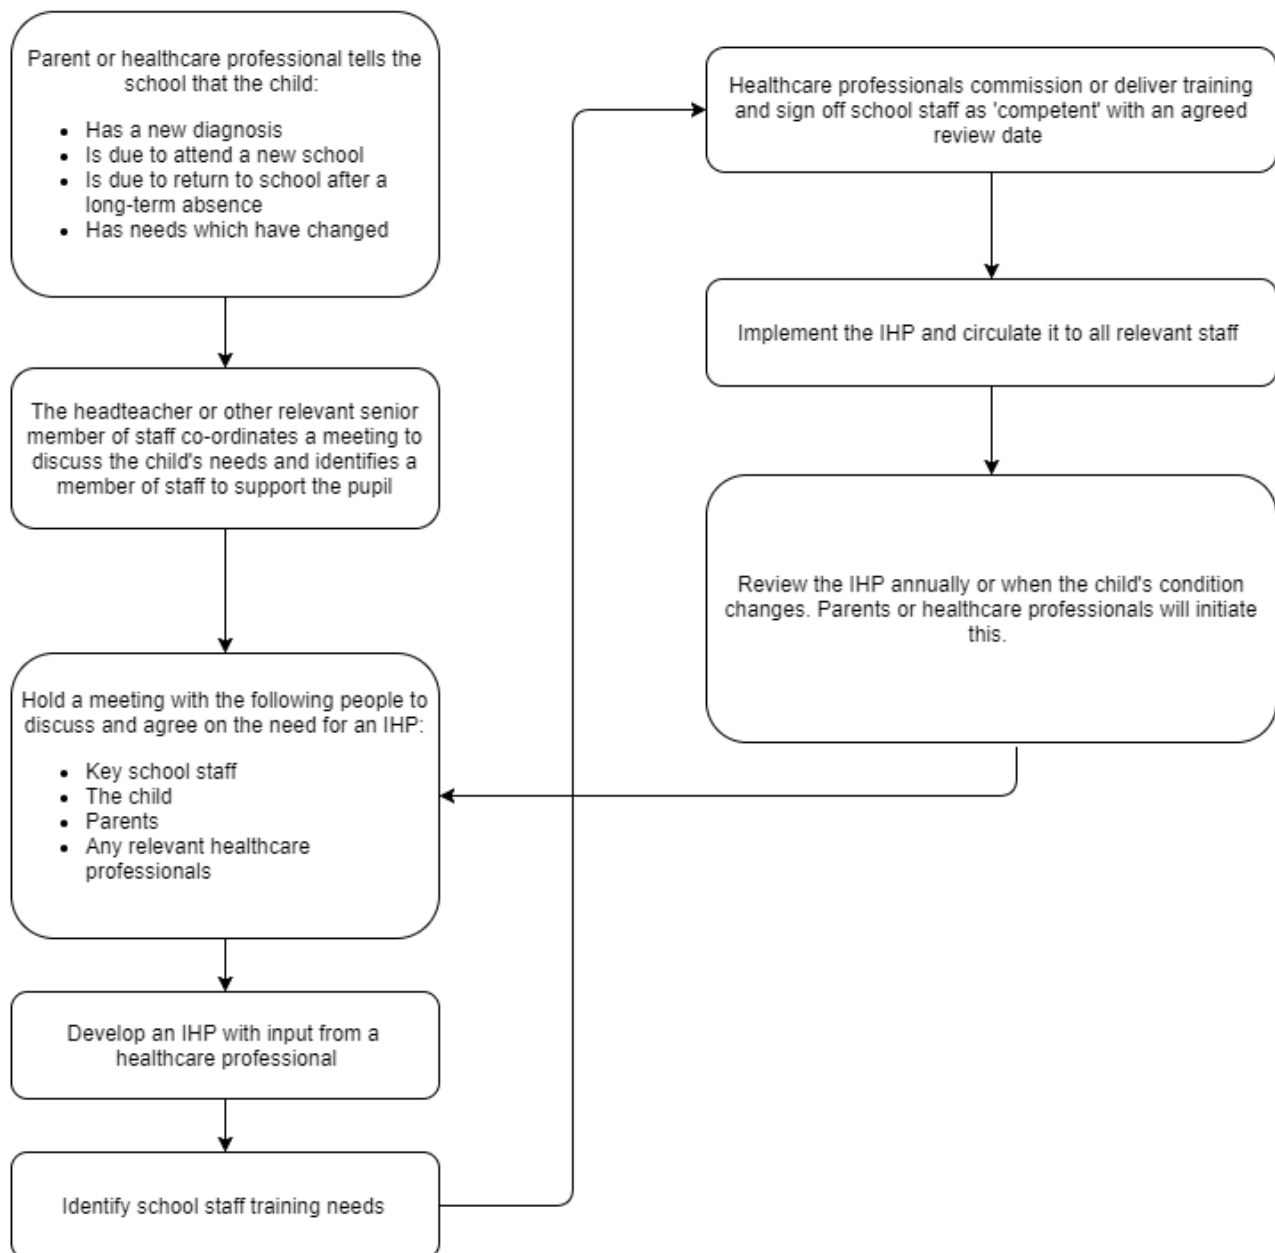 Parent or healthcare professional tells the
school that the child:
• Has a new diagnosis
• Is due to attend a new school
• Is due to return to school after a
long-term absence
• Has needs which have changed
The headteacher or other relevant senior
member of staff co-ordinates a meeting to
discuss the child's needs and identifies a
member of staff to support the pupil
Hold a meeting with the following people to
discuss and agree on the need for an IHP:
• Key school staff
• The child
• Parents
• Any relevant healthcare
professionals
Develop an IHP with input from a
healthcare professional
Identify school staff training needs
Healthcare professionals commission or deliver training
and sign off school staff as 'competent' with an agreed
review date
Implement the IHP and circulate it to all relevant staff
Review the IHP annually or when the child's condition
changes. Parents or healthcare professionals will initiate
this.